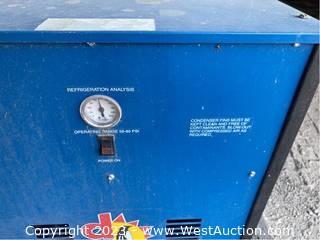 REFRIGERATION ANALYSIS
OPERATING RANGE 50-60 PSI
POWER ON
CONDENSER FINS MUST BE
KEPT CLEAN AND FREE OF
CONTAMINANTS. BLOW OUT
WITH COMPRESSED AIR AS
REQUIRED.
Copyright 2023 - WestAuction.com